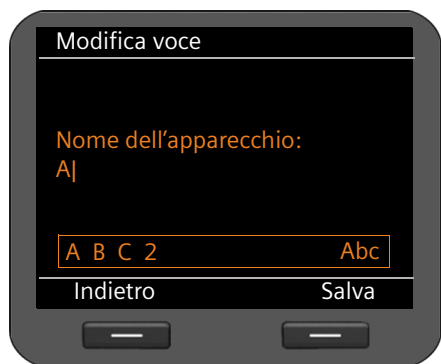 Modifica voce
Nome dell'apparecchio:
A|
A B C 2 Abc
Indietro Salva